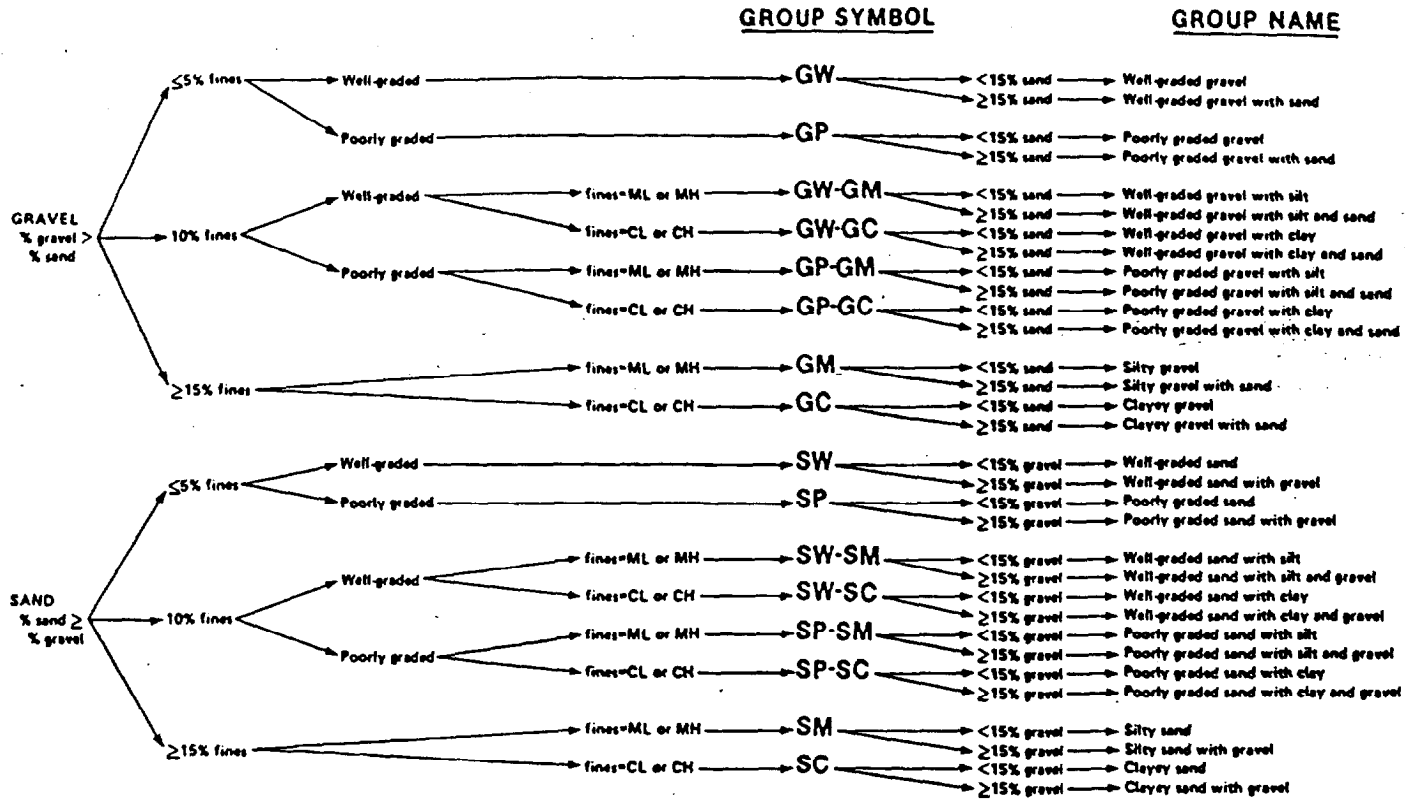 GROUP SYMBOL GROUP NAME
≤5% fines Well-graded GW <15% sand Well-graded gravel
≥15% sand Well-graded gravel with sand
Poorly graded GP <15% sand Poorly graded gravel
≥15% sand Poorly graded gravel with sand
GRAVEL
% gravel >
% sand
10% fines Well-graded fines=ML or MH GW-GM <15% sand Well-graded gravel with silt
≥15% sand Well-graded gravel with silt and sand
fines=CL or CH GW-GC <15% sand Well-graded gravel with clay
≥15% sand Well-graded gravel with clay and sand
Poorly graded fines=ML or MH GP-GM <15% sand Poorly graded gravel with silt
≥15% sand Poorly graded gravel with silt and sand
fines=CL or CH GP-GC <15% sand Poorly graded gravel with clay
≥15% sand Poorly graded gravel with clay and sand
≥15% fines fines=ML or MH GM <15% sand Silty gravel
≥15% sand Silty gravel with sand
fines=CL or CH GC <15% sand Clayey gravel
≥15% sand Clayey gravel with sand
≤5% fines Well-graded SW <15% gravel Well-graded sand
≥15% gravel Well-graded sand with gravel
Poorly graded SP <15% gravel Poorly graded sand
≥15% gravel Poorly graded sand with gravel
SAND
% sand ≥
% gravel
10% fines Well-graded fines=ML or MH SW-SM <15% gravel Well-graded sand with silt
≥15% gravel Well-graded sand with silt and gravel
fines=CL or CH SW-SC <15% gravel Well-graded sand with clay
≥15% gravel Well-graded sand with clay and gravel
Poorly graded fines=ML or MH SP-SM <15% gravel Poorly graded sand with silt
≥15% gravel Poorly graded sand with silt and gravel
fines=CL or CH SP-SC <15% gravel Poorly graded sand with clay
≥15% gravel Poorly graded sand with clay and gravel
≥15% fines fines=ML or MH SM <15% gravel Silty sand
≥15% gravel Silty sand with gravel
fines=CL or CH SC <15% gravel Clayey sand
≥15% gravel Clayey sand with gravel